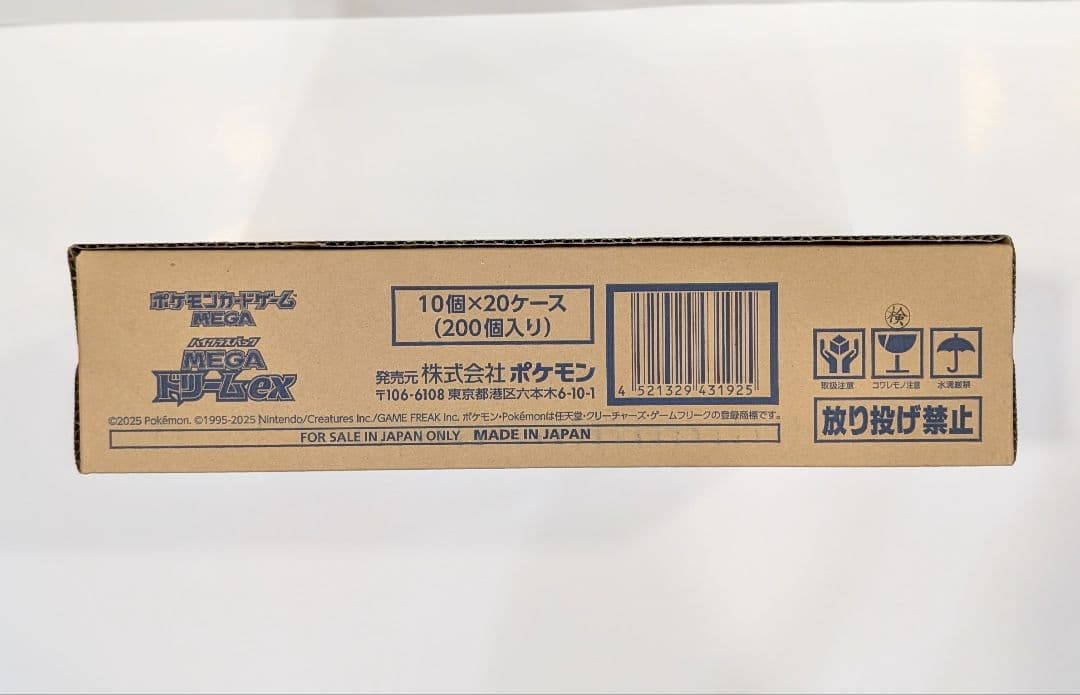 ポケモンカードゲーム
MEGA
ハイクラスパック
MEGA
ドリームex
10個×20ケース
(200個入り)
発売元 株式会社 ポケモン
〒106-6108 東京都港区六本木6-10-1
4 521329 431925
検
取扱注意
コワレモノ注意
水濡厳禁
放り投げ禁止
©2025 Pokémon. ©1995-2025 Nintendo/Creatures Inc./GAME FREAK Inc. ポケモン・Pokémonは任天堂・クリーチャーズ・ゲームフリークの登録商標です。
FOR SALE IN JAPAN ONLY MADE IN JAPAN